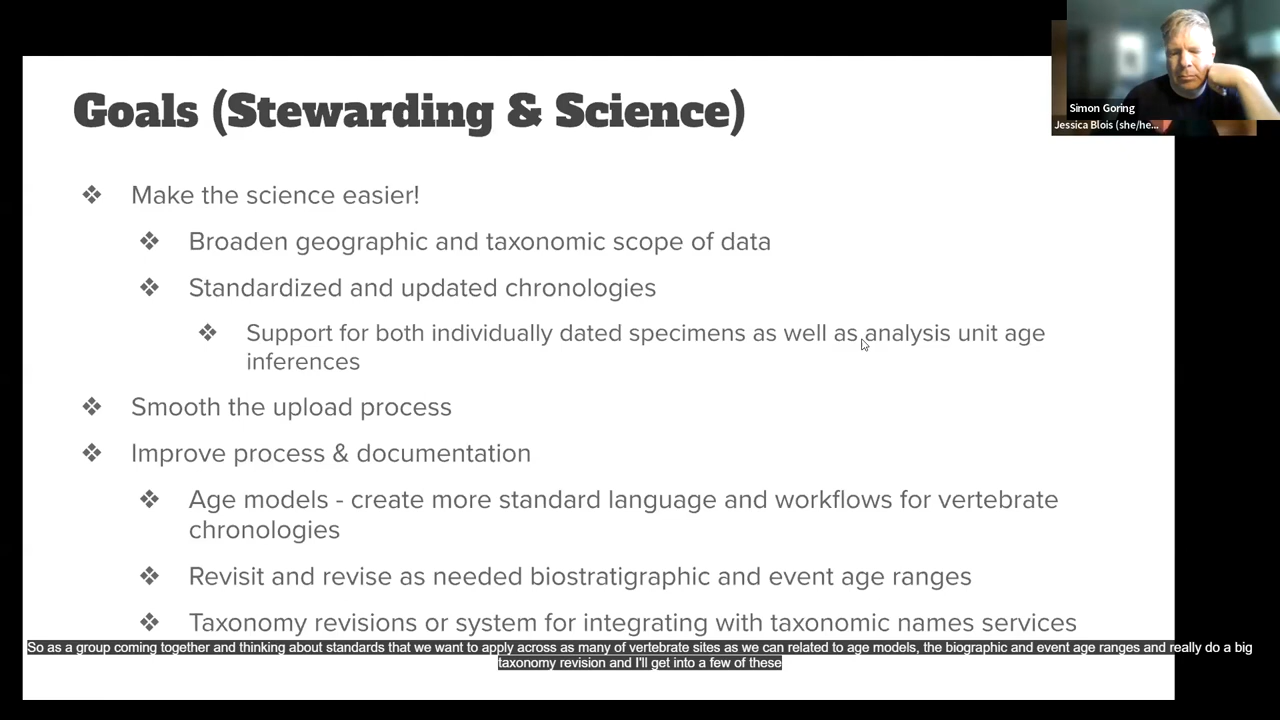 Goals (Stewarding & Science)
Simon Goring
Jessica Blois (she/he...
❖ Make the science easier!
❖ Broaden geographic and taxonomic scope of data
❖ Standardized and updated chronologies
❖ Support for both individually dated specimens as well as analysis unit age
inferences
❖ Smooth the upload process
❖ Improve process & documentation
❖ Age models - create more standard language and workflows for vertebrate
chronologies
❖ Revisit and revise as needed biostratigraphic and event age ranges
❖ Taxonomy revisions or system for integrating with taxonomic names services
So as a group coming together and thinking about standards that we want to apply across as many of vertebrate sites as we can related to age models, the biographic and event age ranges and really do a big
taxonomy revision and I'll get into a few of these